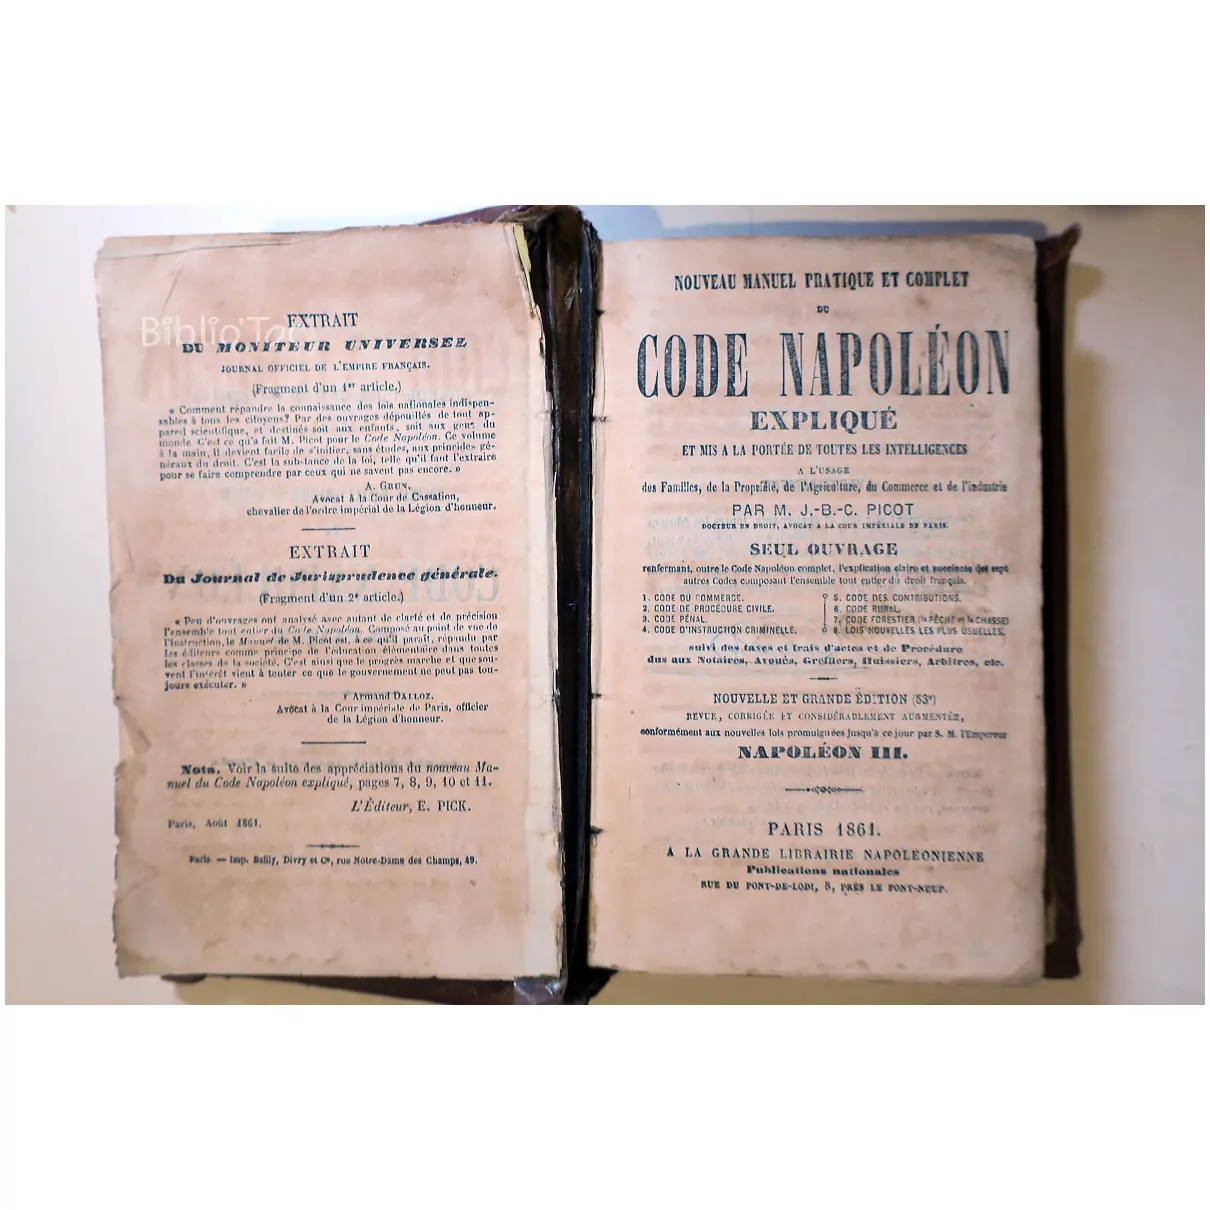 Biblio'Toc
EXTRAIT
DU MONITEUR UNIVERSEL
JOURNAL OFFICIEL DE L'EMPIRE FRANÇAIS.
(Fragment d'un 1er article.)
« Comment répandre la connaissance des lois nationales indispen-
sables à tous les citoyens? Par des ouvrages dépouillés de tout ap-
pareil scientifique, et destinés soit aux enfants, soit aux gens du
monde C'est ce qu'a fait M. Picot pour le Code Napoléon. Ce volume
à la main, il devient facile de s'initier, sans études, aux principes gé-
néraux du droit. C'est la sub-tance de la loi, telle qu'il faut l'extraire
pour se faire comprendre par ceux qui ne savent pas encore. »
A. GRUN,
Avocat à la Cour de Cassation,
chevalier de l'ordre impérial de la Légion d'honneur.
EXTRAIT
Du Journal de Jurisprudence générale.
(Fragment d'un 2e article.)
« Peu d'ouvrages ont analysé avec autant de clarté et de précision
l'ensemble tout entier du Code Napoléon. Composé au point de vue de
l'instruction, le Manuel de M. Picot est, à ce qu'il paraît, répandu par
les éditeurs comme principe de l'éducation élémentaire dans toutes
les classes de la société. C'est ainsi que le progrès marche et que sou-
vent l'intérêt vient à tenter ce que le gouvernement ne peut pas tou-
jours exécuter. »
ARMAND DALLOZ,
Avocat à la Cour impériale de Paris, officier
de la Légion d'honneur.
Nota. Voir la suite des appréciations du nouveau Ma-
nuel du Code Napoléon expliqué, pages 7, 8, 9, 10 et 11.
L'Éditeur, E. PICK.
Paris, Août 1861.
Paris. — Imp. Bailly, Divry et Ce, rue Notre-Dame des Champs, 49.
NOUVEAU MANUEL PRATIQUE ET COMPLET
DU
CODE NAPOLÉON
EXPLIQUÉ
ET MIS A LA PORTÉE DE TOUTES LES INTELLIGENCES
A L'USAGE
des Familles, de la Propriété, de l'Agriculture, du Commerce et de l'industrie
PAR M. J.-B.-C. PICOT
DOCTEUR EN DROIT, AVOCAT A LA COUR IMPÉRIALE DE PARIS.
SEUL OUVRAGE
renfermant, outre le Code Napoléon complet, l'explication claire et succincte des sept
autres Codes composant l'ensemble tout entier du droit français.
1. CODE DU COMMERCE.
2. CODE DE PROCÉDURE CIVILE.
3. CODE PÉNAL.
4. CODE D'INSTRUCTION CRIMINELLE.
5. CODE DES CONTRIBUTIONS.
6. CODE RURAL.
7. CODE FORESTIER (la PÊCHE et la CHASSE)
8. LOIS NOUVELLES LES PLUS USUELLES,
suivi des taxes et frais d'actes et de Procédure
dus aux Notaires, Avoués, Greffiers, Huissiers, Arbitres, etc.
NOUVELLE ET GRANDE ÉDITION (53e)
REVUE, CORRIGÉE ET CONSIDÉRABLEMENT AUGMENTÉE,
conformément aux nouvelles lois promulguées jusqu'à ce jour par S. M. l'Empereur
NAPOLÉON III.
PARIS 1861.
A LA GRANDE LIBRAIRIE NAPOLÉONIENNE
Publications nationales
RUE DU PONT-DE-LODI, 5, PRÈS LE PONT-NEUF.